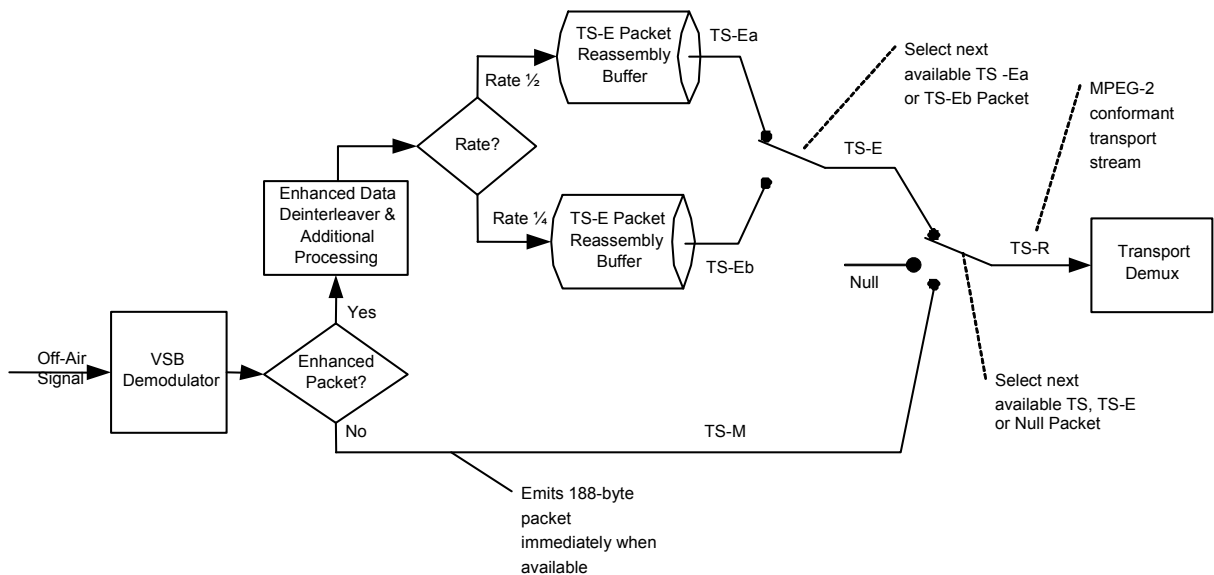 TS-E Packet
Reassembly
Buffer
TS-Ea
Select next
available TS -Ea
or TS-Eb Packet
MPEG-2
conformant
transport
stream
Rate ½
Rate?
TS-E
Enhanced Data
Deinterleaver &
Additional
Processing
Rate ¼
TS-E Packet
Reassembly
Buffer
TS-Eb
TS-R
Transport
Demux
Null
Yes
Off-Air
Signal
VSB
Demodulator
Enhanced
Packet?
No
TS-M
Select next
available TS, TS-E
or Null Packet
Emits 188-byte
packet
immediately when
available